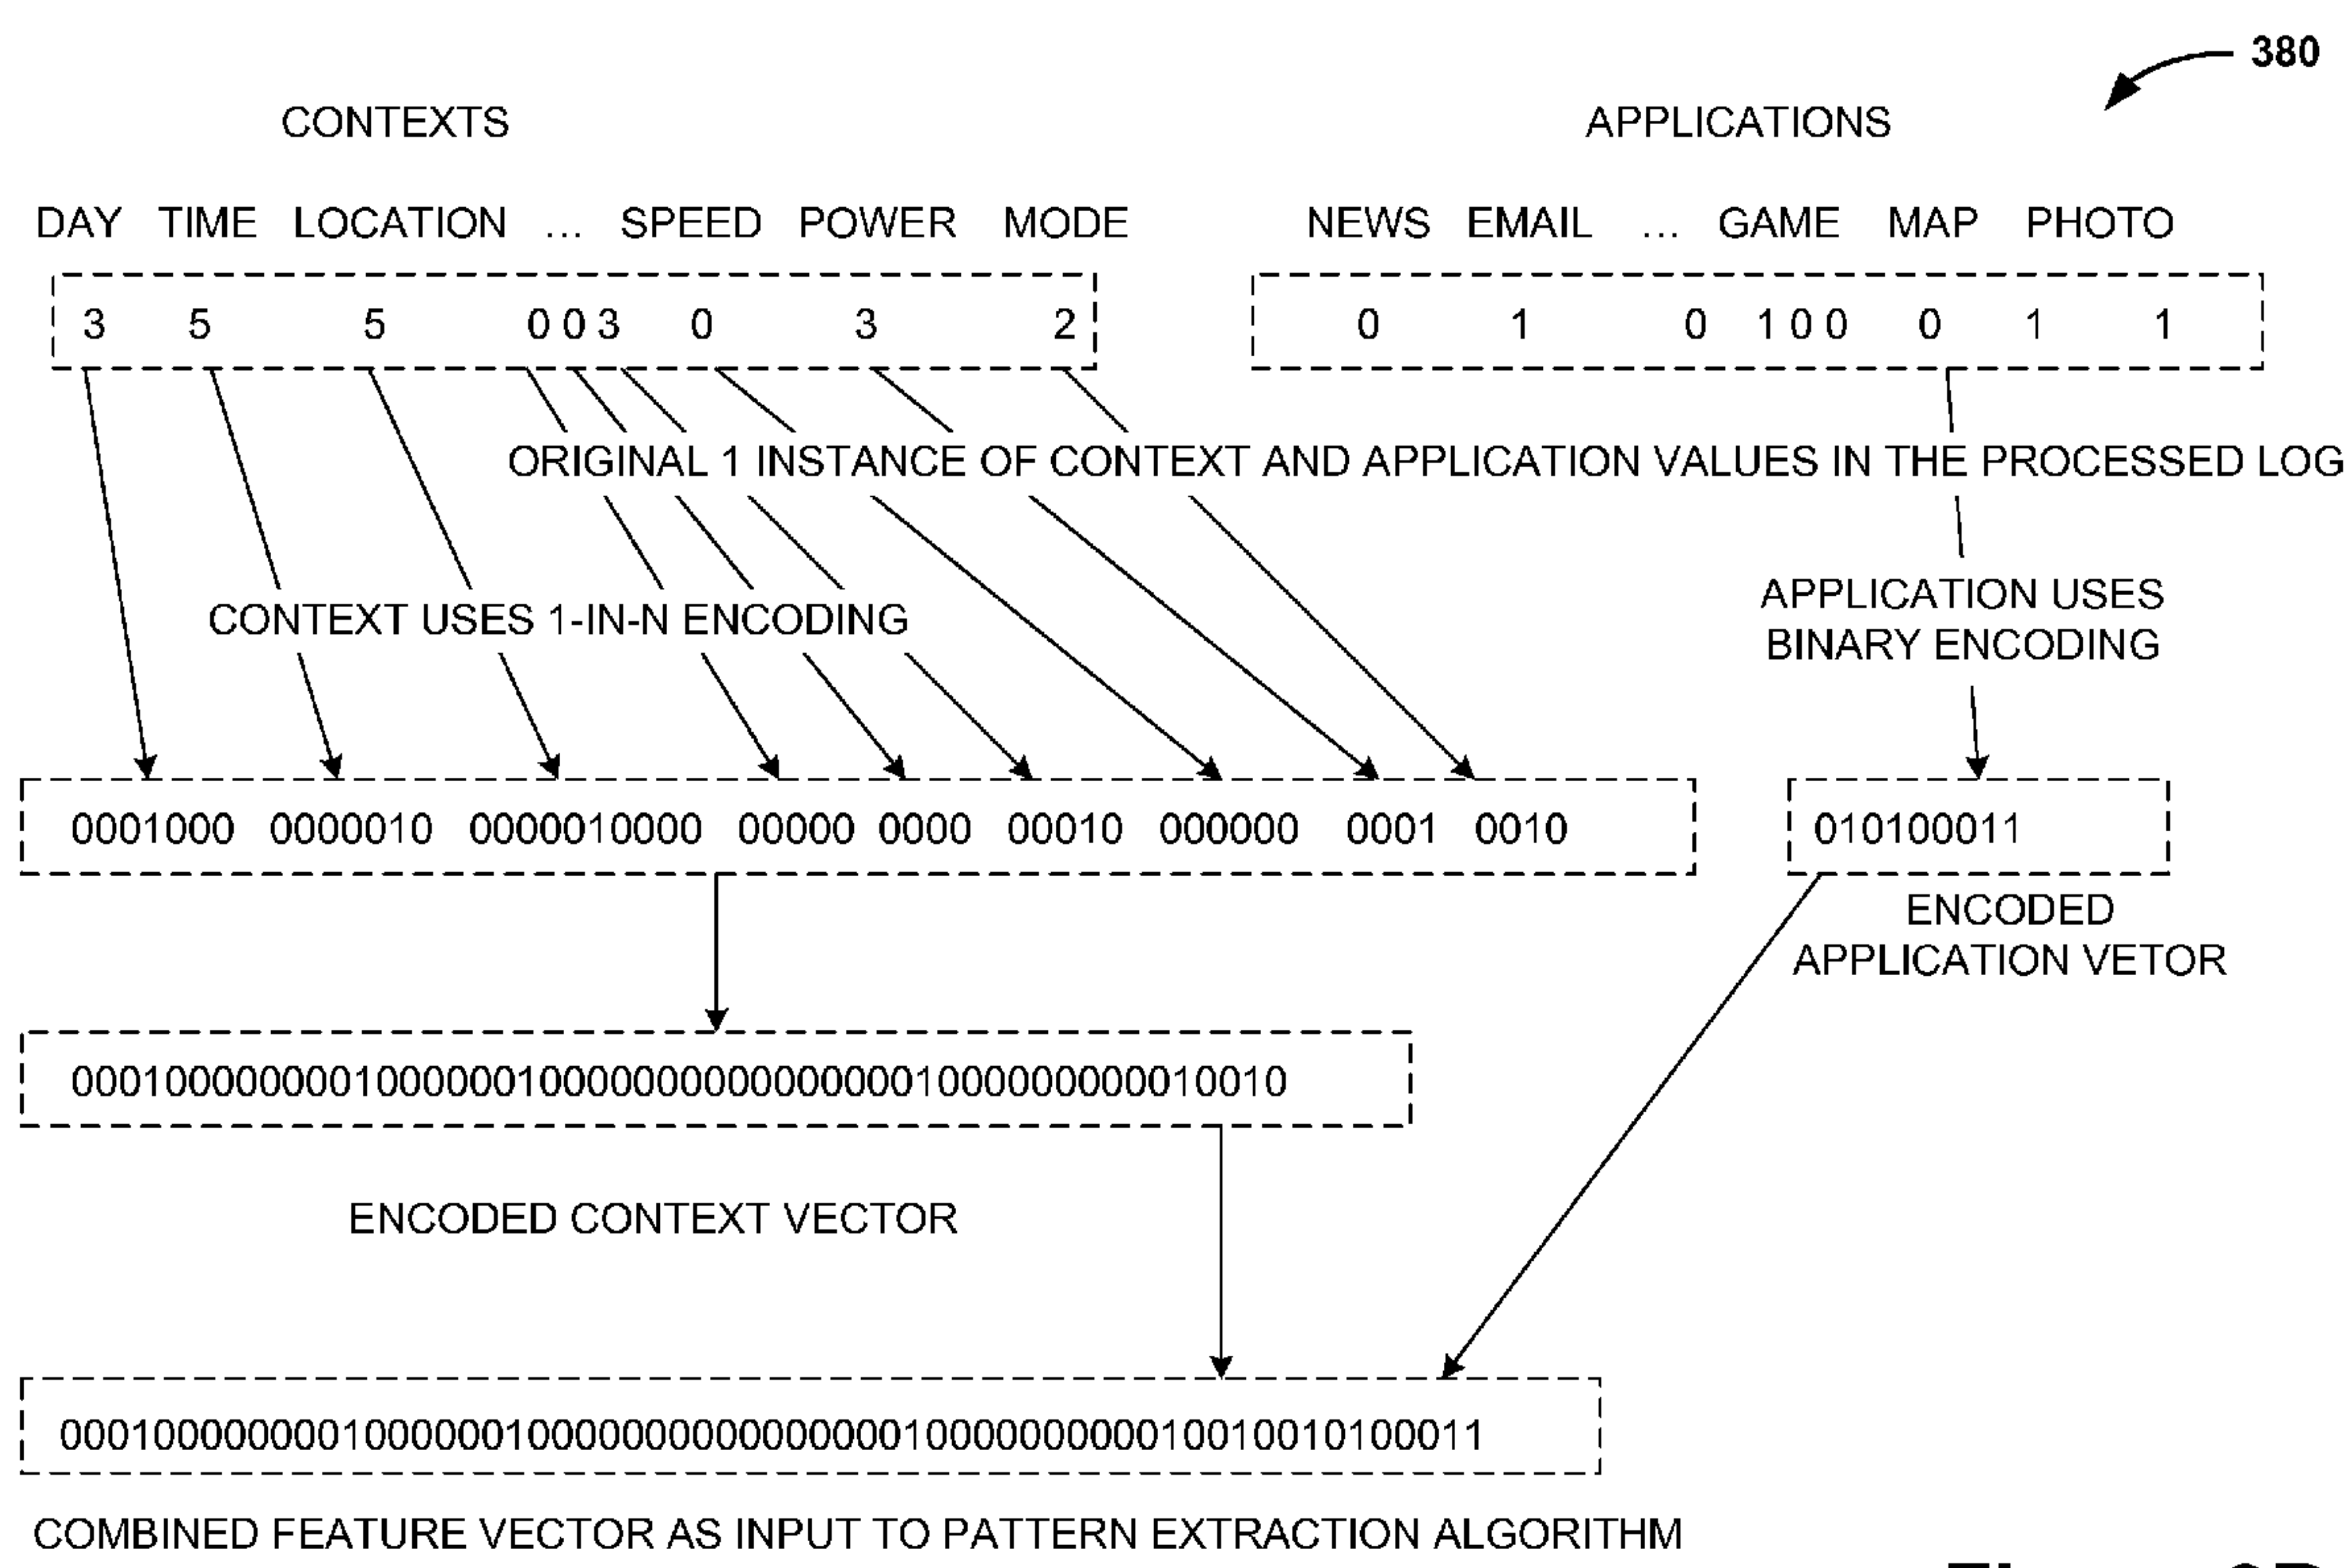 380
CONTEXTS APPLICATIONS
DAY TIME LOCATION ... SPEED POWER MODE NEWS EMAIL ... GAME MAP PHOTO
3 5 5 0 0 3 0 3 2 0 1 0 1 0 0 0 1 1
ORIGINAL 1 INSTANCE OF CONTEXT AND APPLICATION VALUES IN THE PROCESSED LOG
CONTEXT USES 1-IN-N ENCODING
APPLICATION USES
BINARY ENCODING
0001000 0000010 0000010000 00000 0000 00010 000000 0001 0010 010100011
ENCODED
APPLICATION VETOR
0001000000001000000100000000000000001000000000010010
ENCODED CONTEXT VECTOR
0001000000001000000100000000000000001000000000010010010100011
COMBINED FEATURE VECTOR AS INPUT TO PATTERN EXTRACTION ALGORITHM